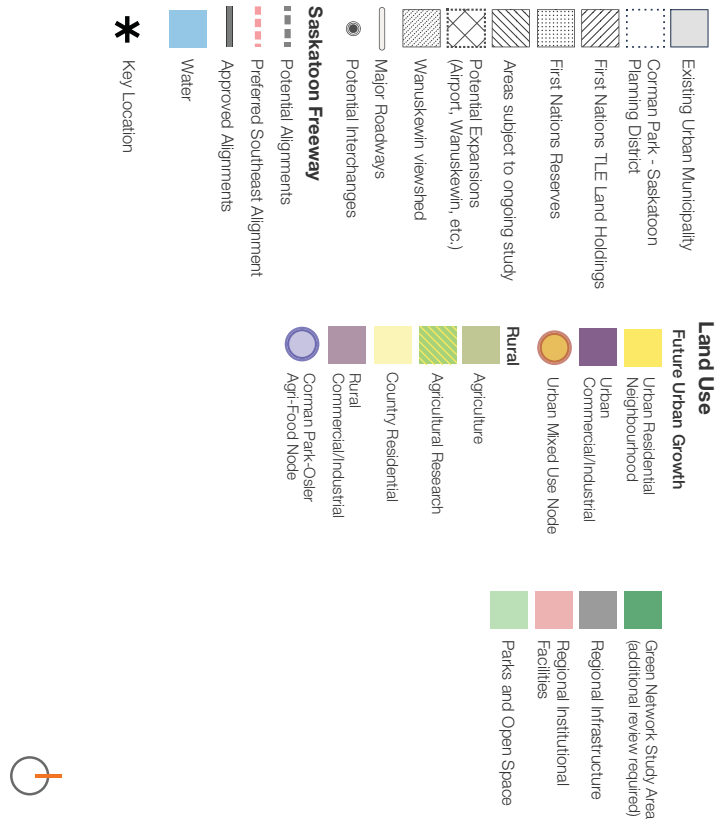 Existing Urban Municipality
Corman Park - Saskatoon
Planning District
First Nations TLE Land Holdings
First Nations Reserves
Areas subject to ongoing study
Potential Expansions
(Airport, Wanuskewin, etc.)
Wanuskewin viewshed
Major Roadways
Potential Interchanges
Saskatoon Freeway
Potential Alignments
Preferred Southeast Alignment
Approved Alignments
Water
Key Location
Land Use
Future Urban Growth
Urban Residential
Neighbourhood
Urban
Commercial/Industrial
Urban Mixed Use Node
Rural
Agriculture
Agricultural Research
Country Residential
Rural
Commercial/Industrial
Corman Park-Osler
Agri-Food Node
Green Network Study Area
(additional review required)
Regional Infrastructure
Regional Institutional
Facilities
Parks and Open Space